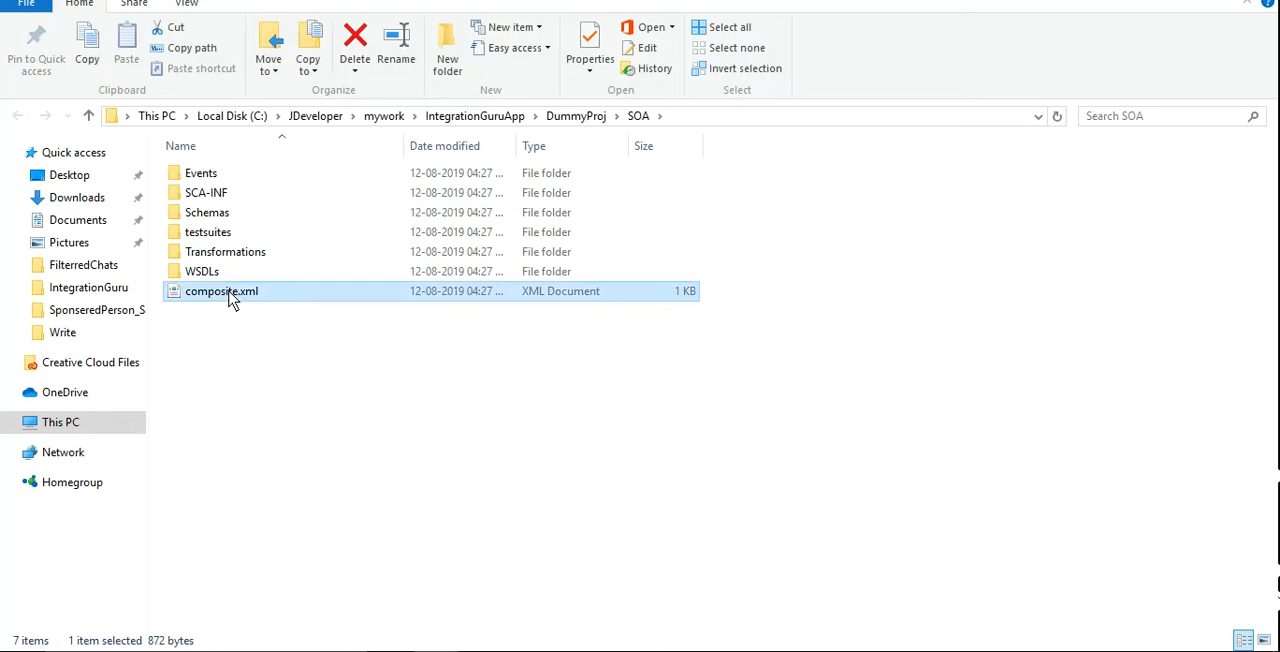 File Home Share View
Pin to Quick access
Copy
Paste
Cut
Copy path
Paste shortcut
Clipboard
Move to
Copy to
Delete
Rename
Organize
New folder
New item
Easy access
New
Properties
Open
Edit
History
Open
Select all
Select none
Invert selection
Select
This PC > Local Disk (C:) > JDeveloper > mywork > IntegrationGuruApp > DummyProj > SOA >
Search SOA
Quick access
Desktop
Downloads
Documents
Pictures
FilterredChats
IntegrationGuru
SponseredPerson_S
Write
Creative Cloud Files
OneDrive
This PC
Network
Homegroup
Name Date modified Type Size
Events 12-08-2019 04:27 ... File folder
SCA-INF 12-08-2019 04:27 ... File folder
Schemas 12-08-2019 04:27 ... File folder
testsuites 12-08-2019 04:27 ... File folder
Transformations 12-08-2019 04:27 ... File folder
WSDLs 12-08-2019 04:27 ... File folder
composite.xml 12-08-2019 04:27 ... XML Document 1 KB
7 items 1 item selected 872 bytes